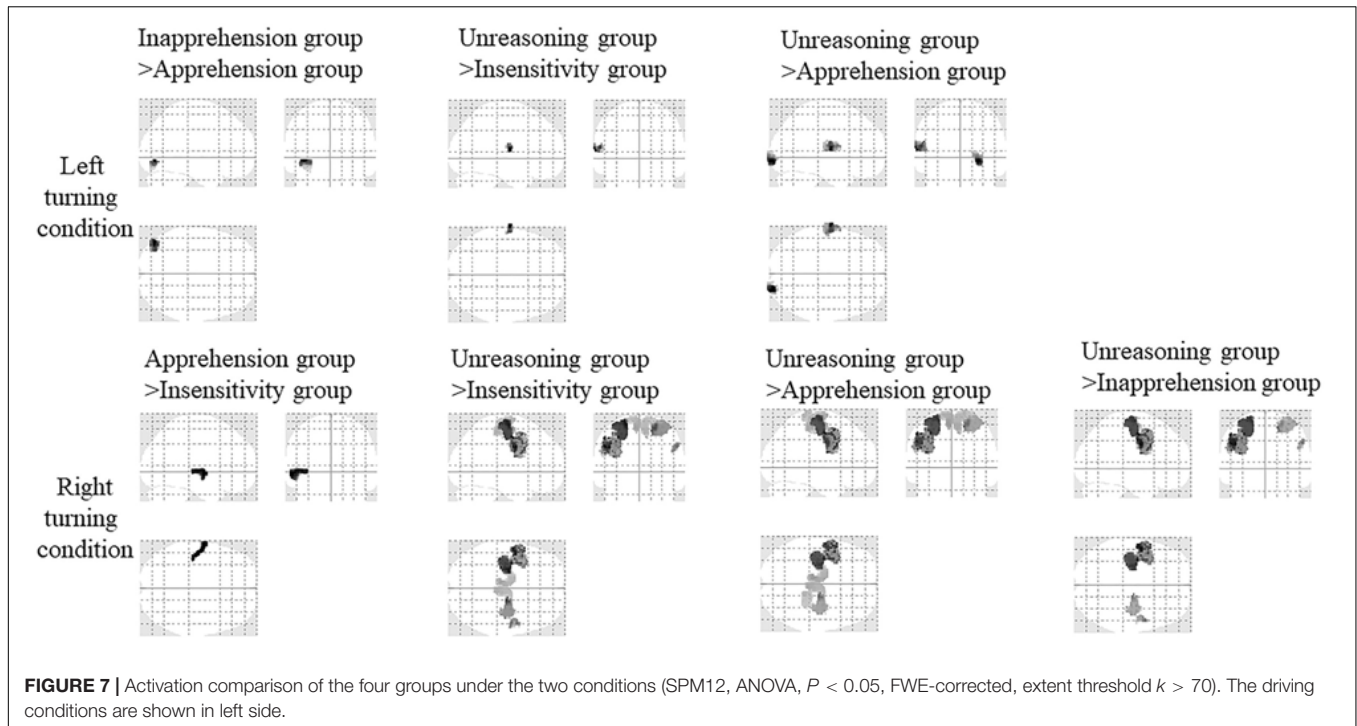 Inapprehension group
>Apprehension group
Unreasoning group
>Insensitivity group
Unreasoning group
>Apprehension group
Left
turning
condition
Apprehension group
>Insensitivity group
Unreasoning group
>Insensitivity group
Unreasoning group
>Apprehension group
Unreasoning group
>Inapprehension group
Right
turning
condition
FIGURE 7 | Activation comparison of the four groups under the two conditions (SPM12, ANOVA, P < 0.05, FWE-corrected, extent threshold k > 70). The driving
conditions are shown in left side.